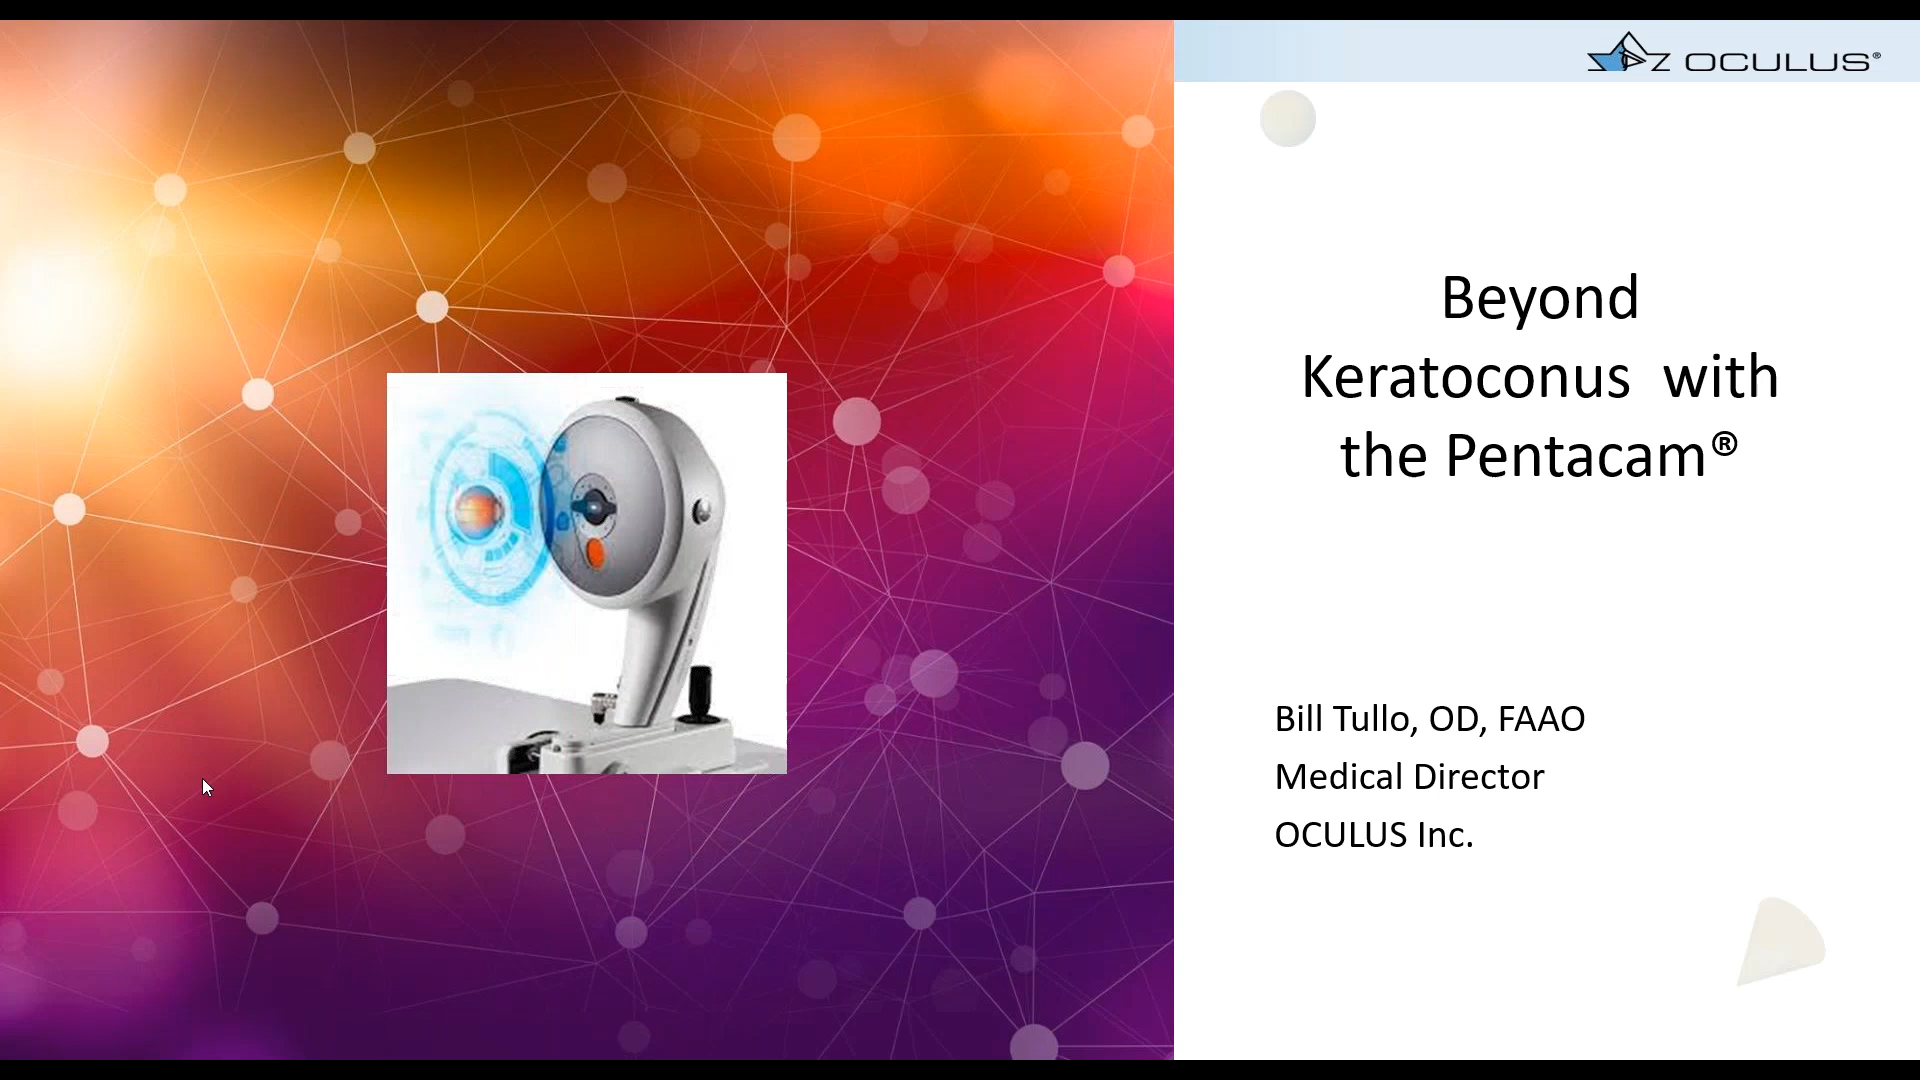 OCULUS®
Beyond
Keratoconus with
the Pentacam®
Bill Tullo, OD, FAAO
Medical Director
OCULUS Inc.